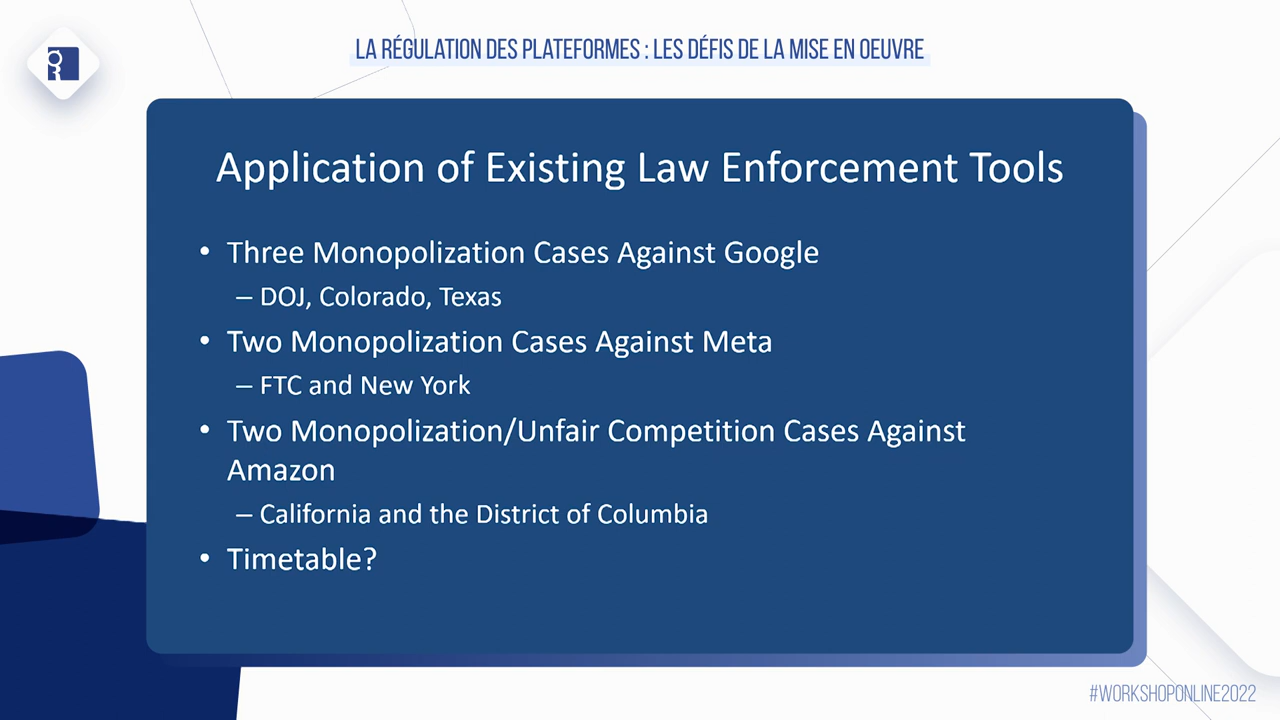 LA RÉGULATION DES PLATEFORMES : LES DÉFIS DE LA MISE EN OEUVRE
Application of Existing Law Enforcement Tools
• Three Monopolization Cases Against Google
– DOJ, Colorado, Texas
• Two Monopolization Cases Against Meta
– FTC and New York
• Two Monopolization/Unfair Competition Cases Against
Amazon
– California and the District of Columbia
• Timetable?
#WORKSHOPONLINE2022